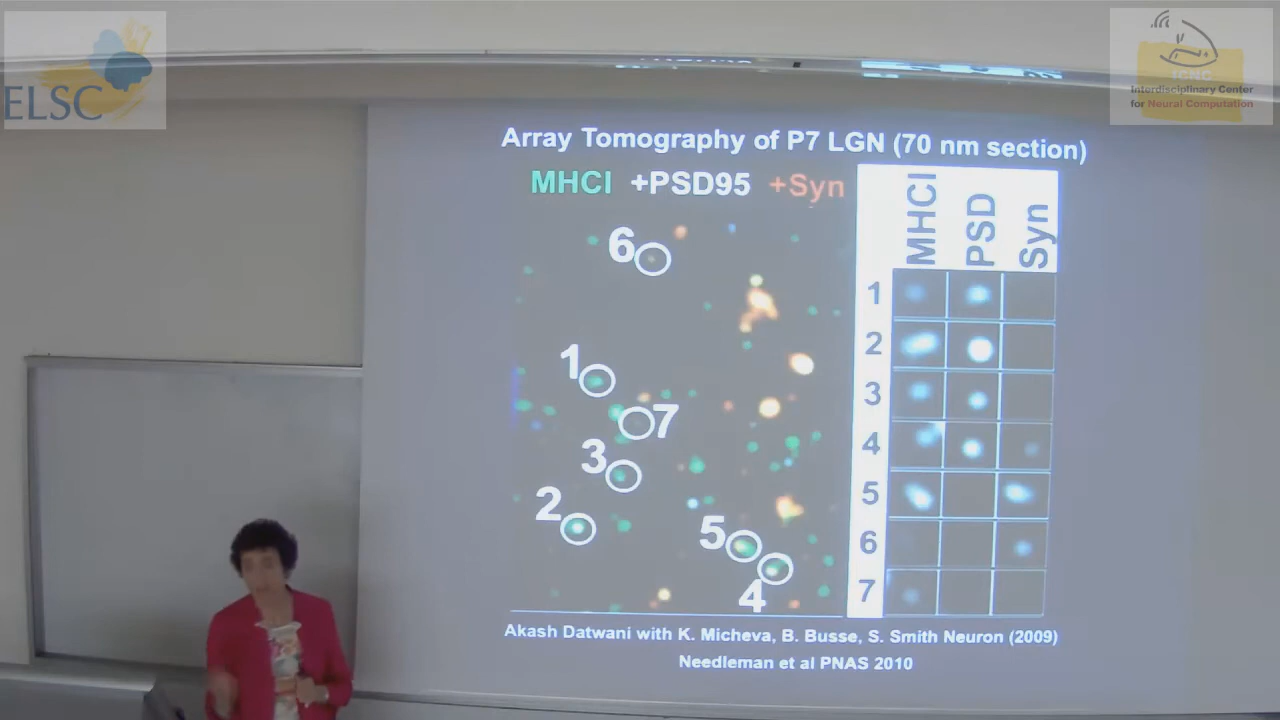 ELSC
ICNC
Interdisciplinary Center
for Neural Computation
Array Tomography of P7 LGN (70 nm section)
MHCI +PSD95 +Syn
MHCI PSD Syn
6
1
7
3
2
5
4
1
2
3
4
5
6
7
Akash Datwani with K. Micheva, B. Busse, S. Smith Neuron (2009)
Needleman et al PNAS 2010